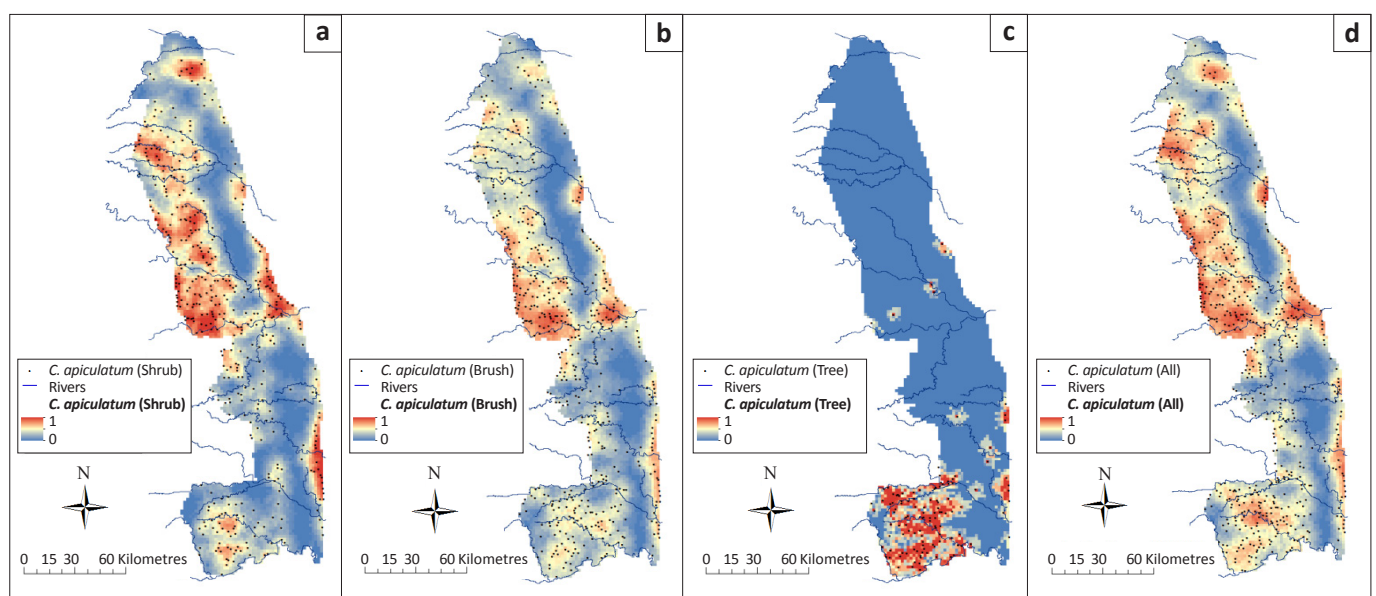 a
C. apiculatum (Shrub)
Rivers
C. apiculatum (Shrub)
1
0
N
0 15 30 60 Kilometres
b
C. apiculatum (Brush)
Rivers
C. apiculatum (Brush)
1
0
N
0 15 30 60 Kilometres
c
C. apiculatum (Tree)
Rivers
C. apiculatum (Tree)
1
0
N
0 15 30 60 Kilometres
d
C. apiculatum (All)
Rivers
C. apiculatum (All)
1
0
N
0 15 30 60 Kilometres